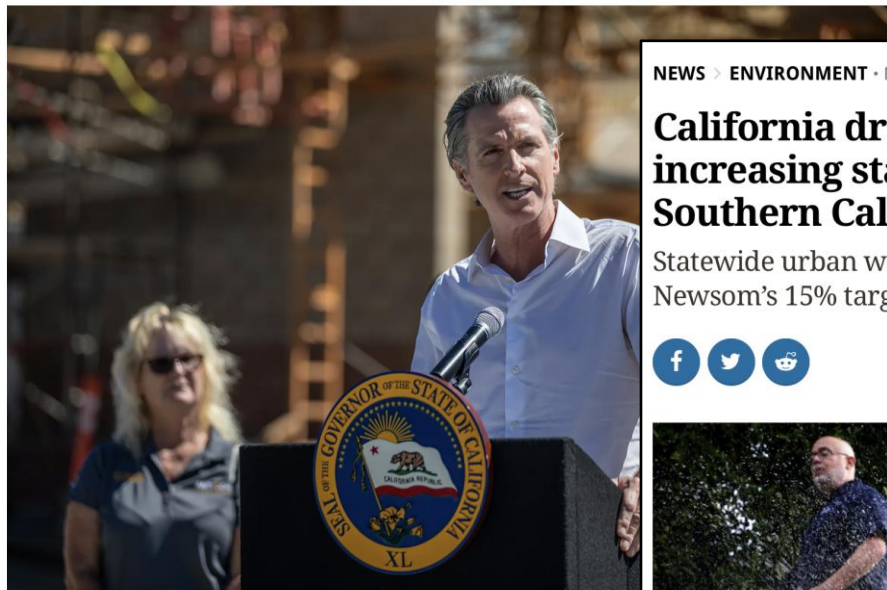 SEAL OF THE GOVERNOR OF THE STATE OF CALIFORNIA
CALIFORNIA REPUBLIC
XL
NEWS > ENVIRONMENT •
California dr
increasing sta
Southern Cal
Statewide urban w
Newsom’s 15% targ